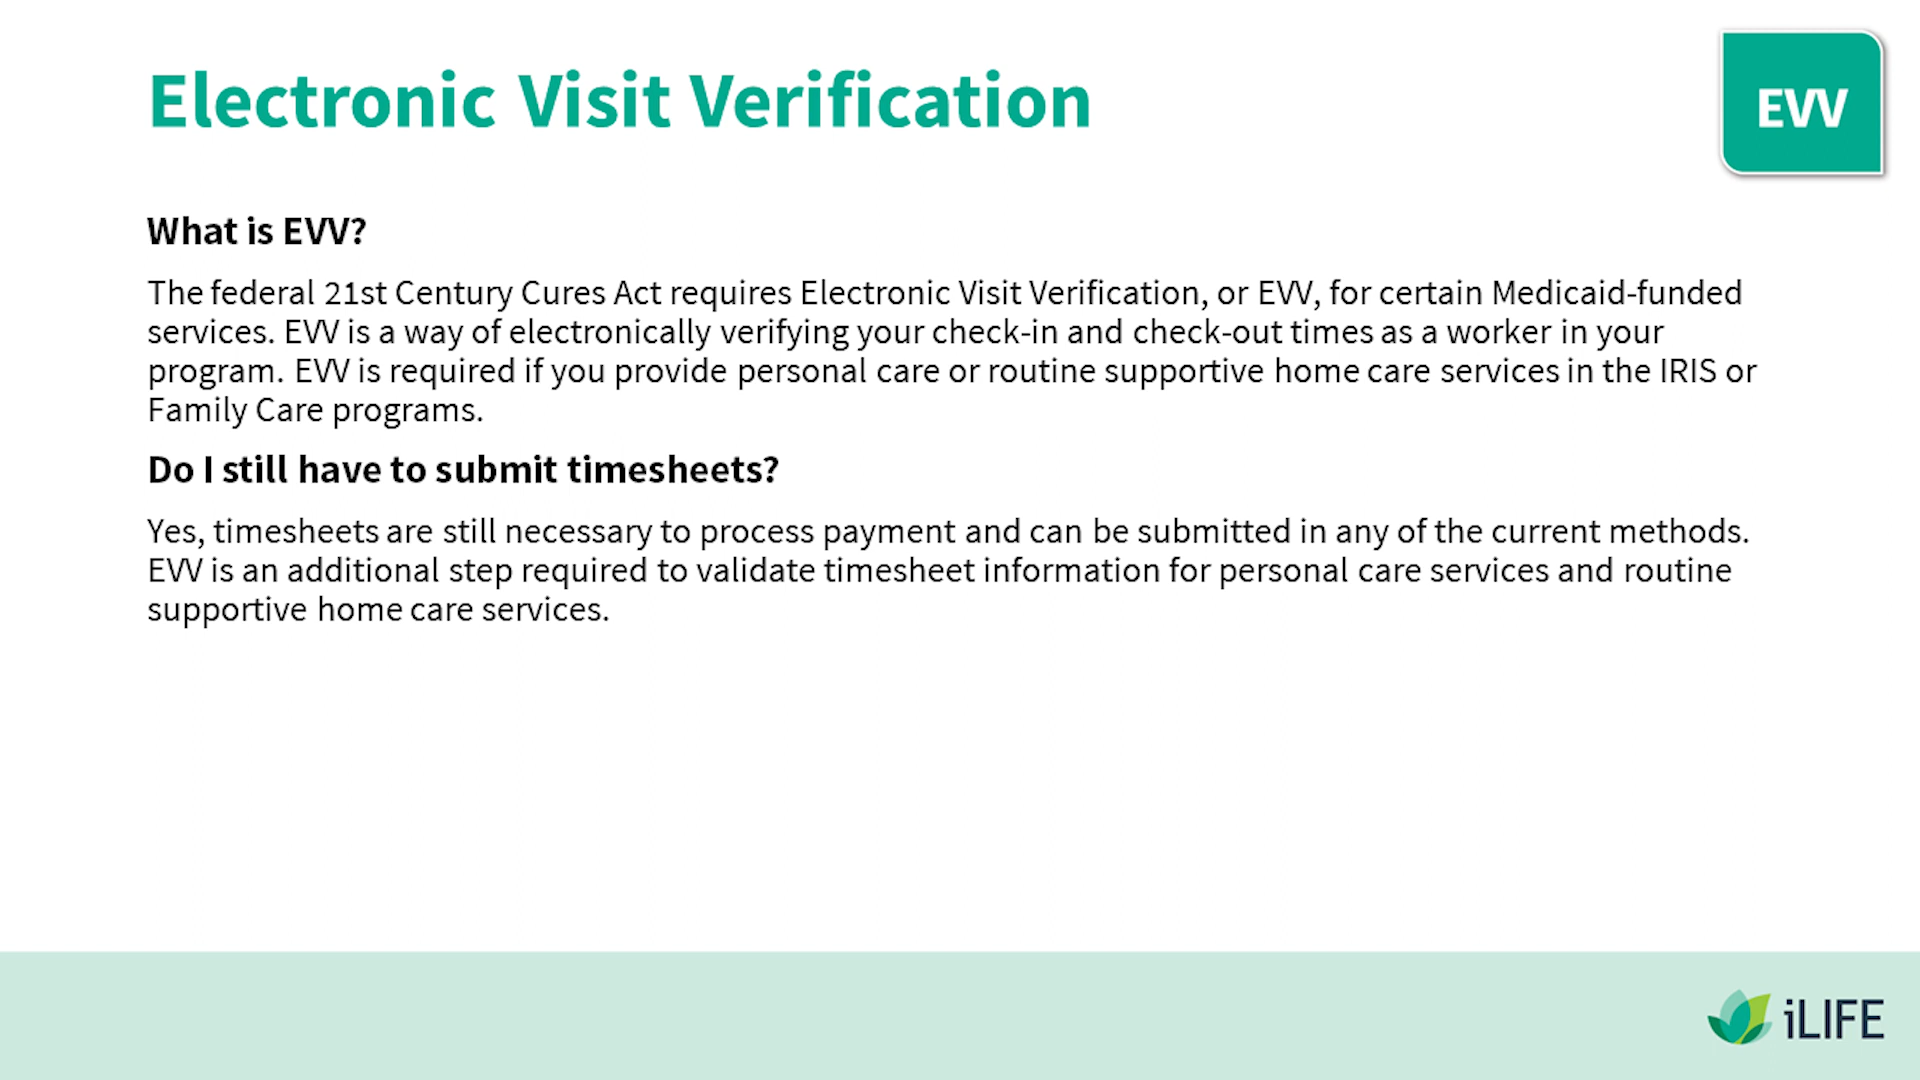 Electronic Visit Verification
EVV
What is EVV?
The federal 21st Century Cures Act requires Electronic Visit Verification, or EVV, for certain Medicaid-funded
services. EVV is a way of electronically verifying your check-in and check-out times as a worker in your
program. EVV is required if you provide personal care or routine supportive home care services in the IRIS or
Family Care programs.
Do I still have to submit timesheets?
Yes, timesheets are still necessary to process payment and can be submitted in any of the current methods.
EVV is an additional step required to validate timesheet information for personal care services and routine
supportive home care services.
iLIFE